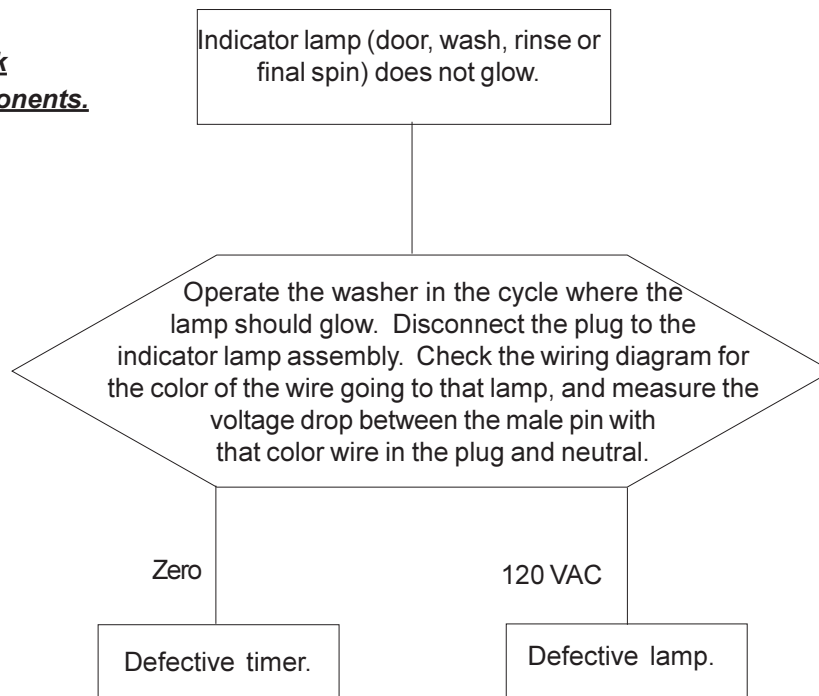 Indicator lamp (door, wash, rinse or
final spin) does not glow.
onents.
Operate the washer in the cycle where the
lamp should glow. Disconnect the plug to the
indicator lamp assembly. Check the wiring diagram for
the color of the wire going to that lamp, and measure the
voltage drop between the male pin with
that color wire in the plug and neutral.
Zero
120 VAC
Defective timer.
Defective lamp.